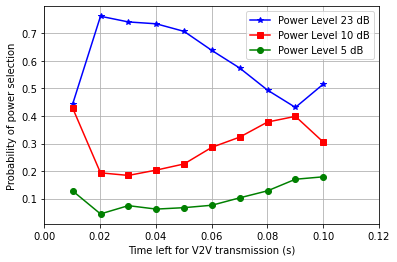 Power Level 23 dB
Power Level 10 dB
Power Level 5 dB
Probability of power selection
0.7
0.6
0.5
0.4
0.3
0.2
0.1
0.00 0.02 0.04 0.06 0.08 0.10 0.12
Time left for V2V transmission (s)